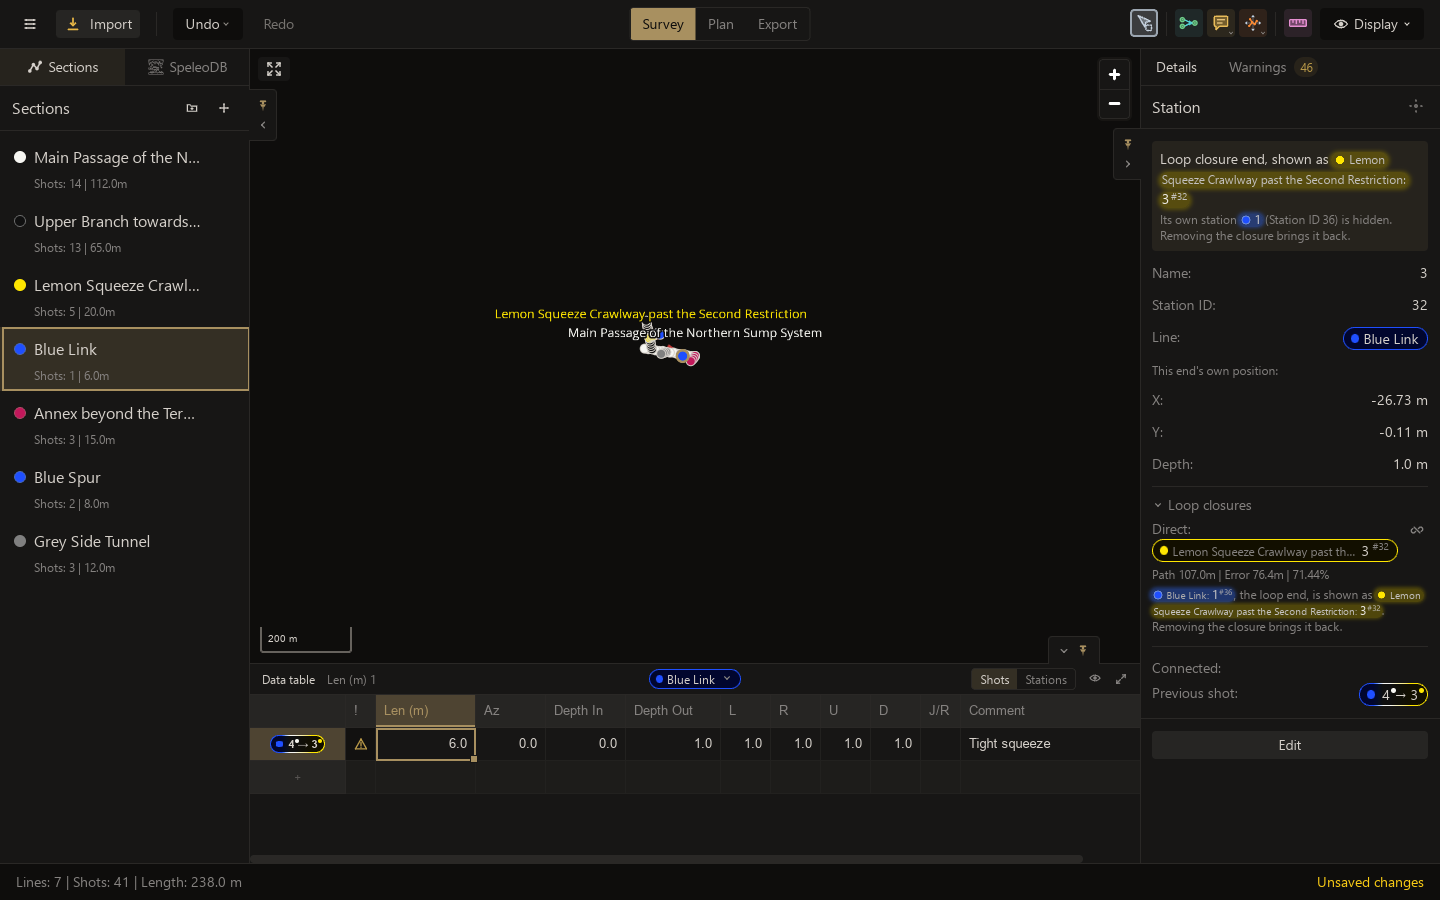 Import
Undo
Redo
Survey
Plan
Export
Display
Sections
SpeleoDB
Sections
Main Passage of the N...
Shots: 14 | 112.0m
Upper Branch towards...
Shots: 13 | 65.0m
Lemon Squeeze Crawl...
Shots: 5 | 20.0m
Blue Link
Shots: 1 | 6.0m
Annex beyond the Ter...
Shots: 3 | 15.0m
Blue Spur
Shots: 2 | 8.0m
Grey Side Tunnel
Shots: 3 | 12.0m
Lemon Squeeze Crawlway past the Second Restriction
Main Passage of the Northern Sump System
200 m
Data table Len (m) 1
Blue Link
Shots Stations
! Len (m) Az Depth In Depth Out L R U D J/R Comment
4 → 3 6.0 0.0 0.0 1.0 1.0 1.0 1.0 1.0 Tight squeeze
+
Details
Warnings 46
Station
Loop closure end, shown as Lemon
Squeeze Crawlway past the Second Restriction:
3 #32
Its own station 1 (Station ID 36) is hidden.
Removing the closure brings it back.
Name: 3
Station ID: 32
Line: Blue Link
This end's own position:
X: -26.73 m
Y: -0.11 m
Depth: 1.0 m
Loop closures
Direct:
Lemon Squeeze Crawlway past th... 3 #32
Path 107.0m | Error 76.4m | 71.44%
Blue Link: 1 #36, the loop end, is shown as Lemon
Squeeze Crawlway past the Second Restriction: 3 #32.
Removing the closure brings it back.
Connected:
Previous shot: 4 → 3
Edit
Lines: 7 | Shots: 41 | Length: 238.0 m
Unsaved changes